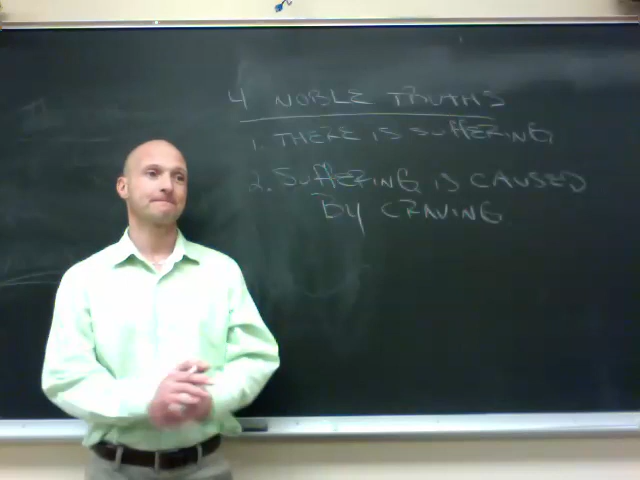 4 NOBLE TRUTHS
1. THERE IS SUFFERING
2. SUFFERING IS CAUSED
BY CRAVING